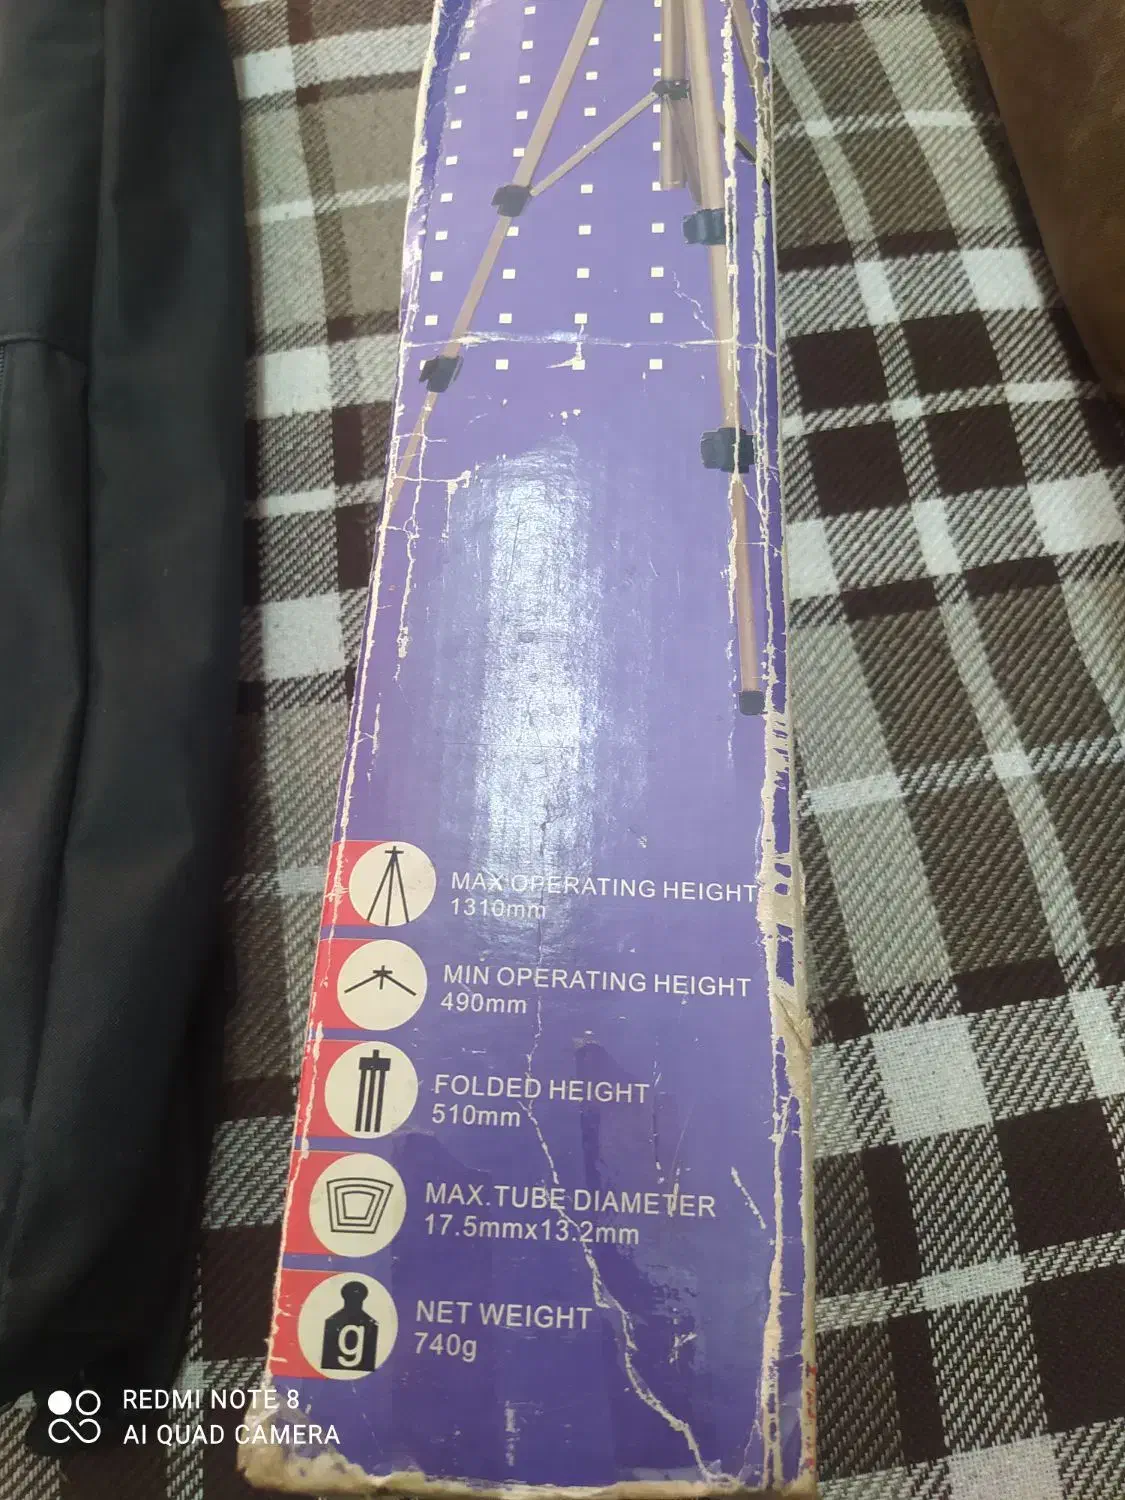 MAX OPERATING HEIGHT
1310mm
MIN OPERATING HEIGHT
490mm
FOLDED HEIGHT
510mm
MAX.TUBE DIAMETER
17.5mmx13.2mm
g
NET WEIGHT
740g
REDMI NOTE 8
AI QUAD CAMERA